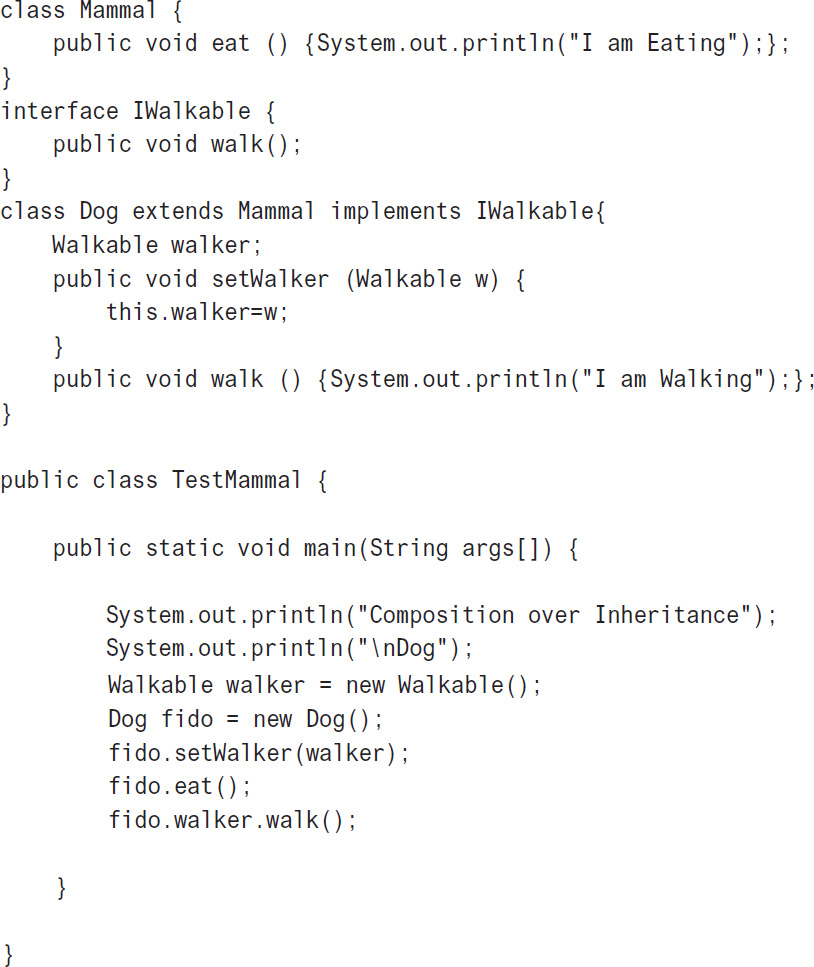 class Mammal {
    public void eat () {System.out.println("I am Eating");};
}
interface IWalkable {
    public void walk();
}
class Dog extends Mammal implements IWalkable{
    Walkable walker;
    public void setWalker (Walkable w) {
        this.walker=w;
    }
    public void walk () {System.out.println("I am Walking");};
}

public class TestMammal {

    public static void main(String args[]) {

        System.out.println("Composition over Inheritance");
        System.out.println("\nDog");
        Walkable walker = new Walkable();
        Dog fido = new Dog();
        fido.setWalker(walker);
        fido.eat();
        fido.walker.walk();

    }

}